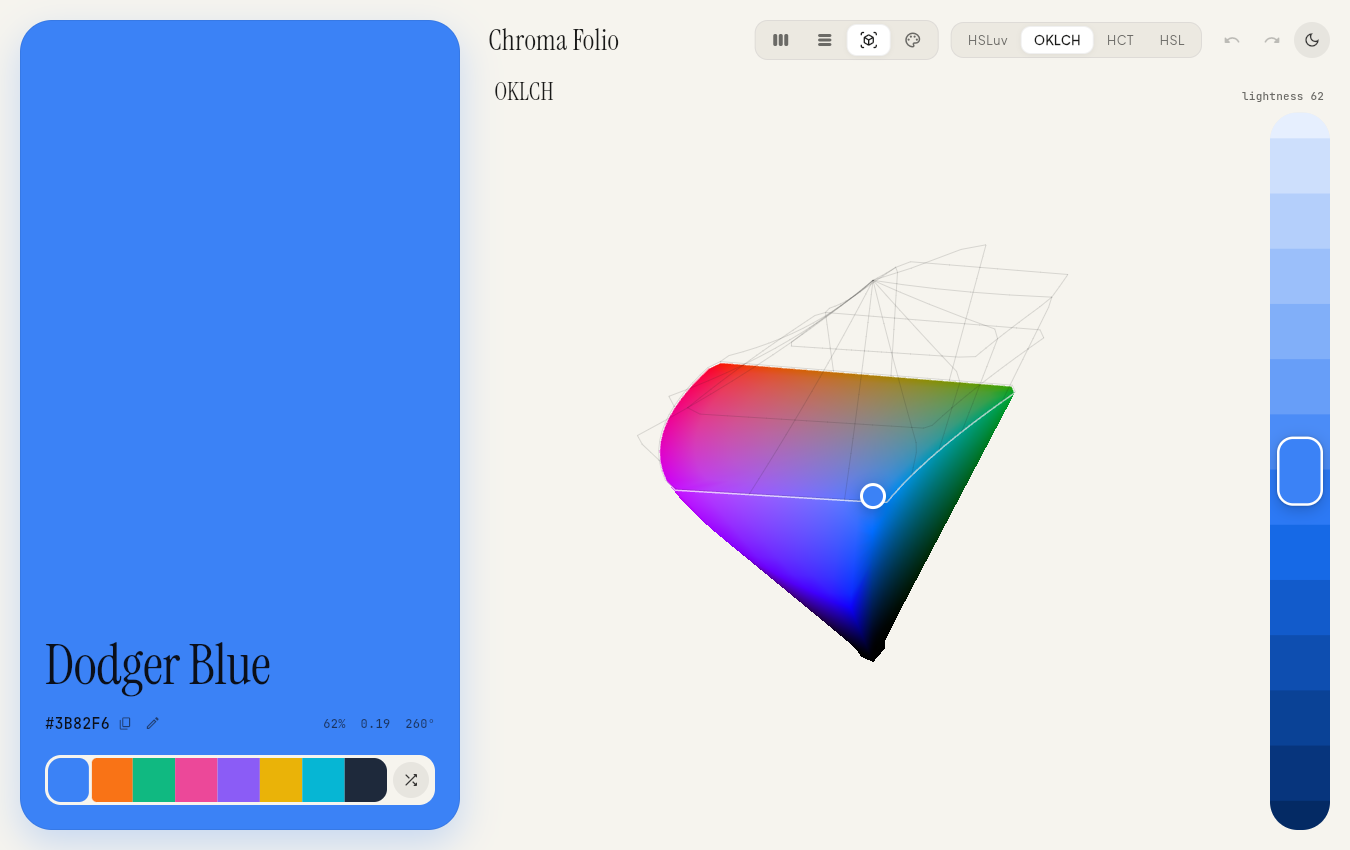 Chroma Folio
HSLuv OKLCH HCT HSL
OKLCH
lightness 62
Dodger Blue
#3B82F6
62% 0.19 260°